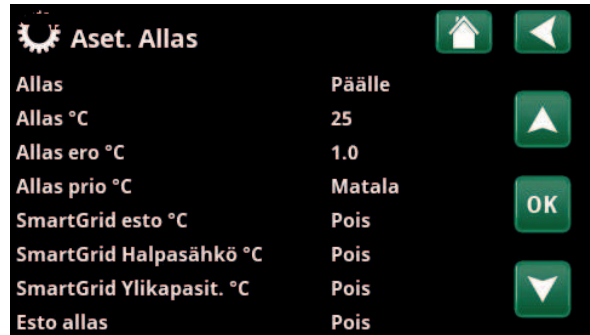 Aset. Allas
Allas Päälle
Allas °C 25
Allas ero °C 1.0
Allas prio °C Matala
OK
SmartGrid esto °C Pois
SmartGrid Halpasähkö °C Pois
SmartGrid Ylikapasit. °C Pois
Esto allas Pois